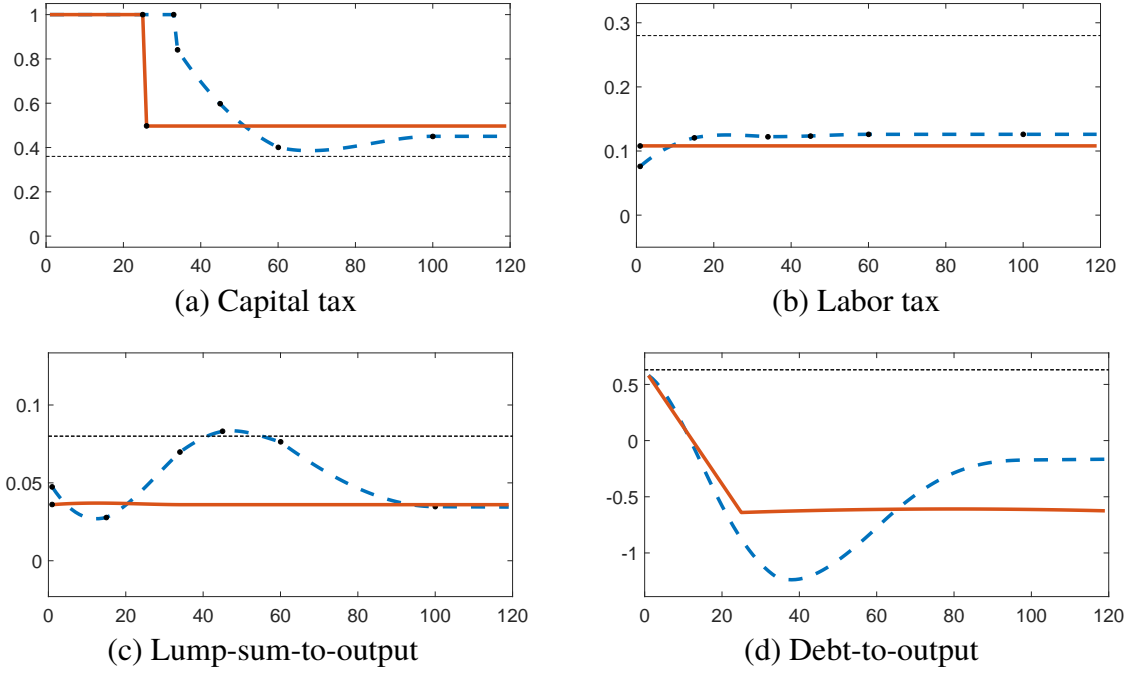 1
0.8
0.6
0.4
0.2
0
0 20 40 60 80 100 120
(a) Capital tax
0.3
0.2
0.1
0
0 20 40 60 80 100 120
(b) Labor tax
0.1
0.05
0
0 20 40 60 80 100 120
(c) Lump-sum-to-output
0.5
0
-0.5
-1
0 20 40 60 80 100 120
(d) Debt-to-output